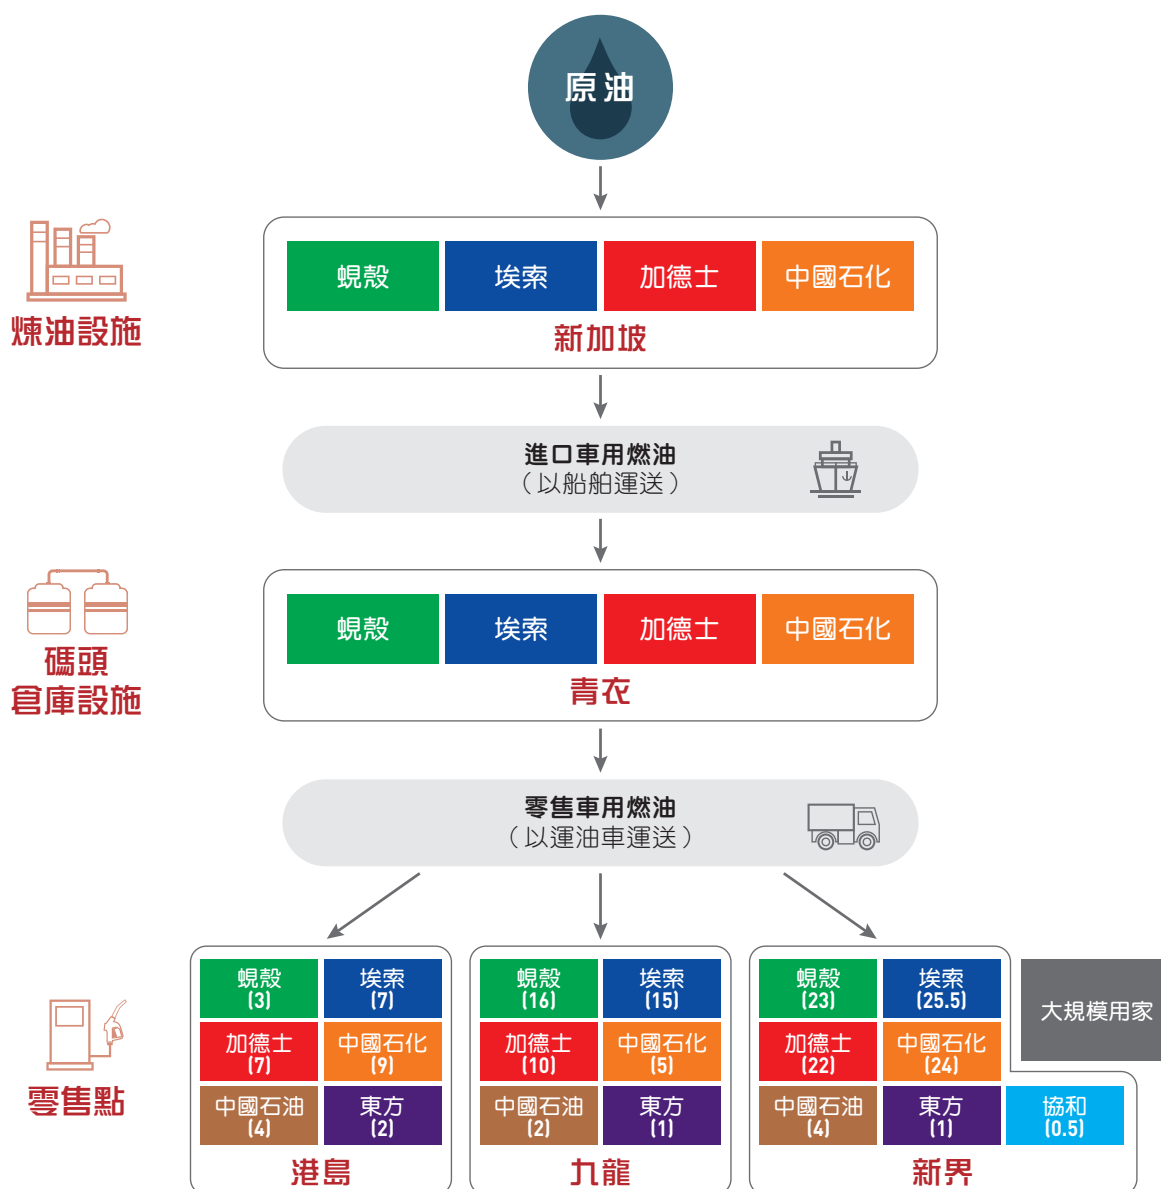 原油
煉油設施
蜆殼 埃索 加德士 中國石化
新加坡
進口車用燃油
（以船舶運送）
碼頭
倉庫設施
蜆殼 埃索 加德士 中國石化
青衣
零售車用燃油
（以運油車運送）
零售點
蜆殼
(3)
埃索
(7)
加德士
(7)
中國石化
(9)
中國石油
(4)
東方
(2)
港島
蜆殼
(16)
埃索
(15)
加德士
(10)
中國石化
(5)
中國石油
(2)
東方
(1)
九龍
蜆殼
(23)
埃索
(25.5)
加德士
(22)
中國石化
(24)
中國石油
(4)
東方
(1)
協和
(0.5)
新界
大規模用家